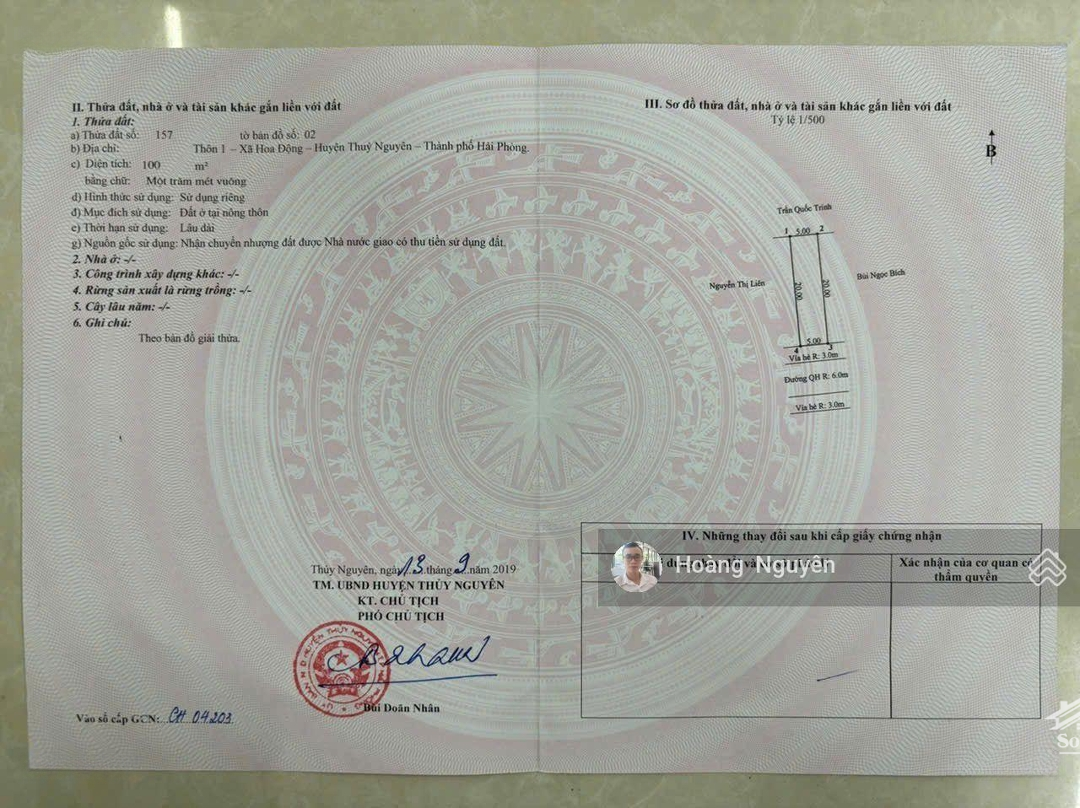 II. Thửa đất, nhà ở và tài sản khác gắn liền với đất
1. Thửa đất:
a) Thửa đất số: 157 tờ bản đồ số: 02
b) Địa chỉ: Thôn 1 – Xã Hoa Động – Huyện Thuỷ Nguyên – Thành phố Hải Phòng.
c) Diện tích: 100 m²
bằng chữ: Một trăm mét vuông
d) Hình thức sử dụng: Sử dụng riêng
đ) Mục đích sử dụng: Đất ở tại nông thôn
e) Thời hạn sử dụng: Lâu dài
g) Nguồn gốc sử dụng: Nhận chuyển nhượng đất được Nhà nước giao có thu tiền sử dụng đất.
2. Nhà ở: -/-
3. Công trình xây dựng khác: -/-
4. Rừng sản xuất là rừng trồng: -/-
5. Cây lâu năm: -/-
6. Ghi chú:
Theo bản đồ giải thửa.
Thủy Nguyên, ngày 13 tháng 9 năm 2019
TM. UBND HUYỆN THỦY NGUYÊN
KT. CHỦ TỊCH
PHÓ CHỦ TỊCH
Bùi Doãn Nhân
Vào sổ cấp GCN: CH 04203
III. Sơ đồ thửa đất, nhà ở và tài sản khác gắn liền với đất
Tỷ lệ 1/500
B
Trần Quốc Trinh
1 5.00 2
Nguyễn Thị Liên
20.00
20.00
Bùi Ngọc Bích
5.00
4 3
Vỉa hè R: 3.0m
Đường QH R: 6.0m
Vỉa hè R: 3.0m
IV. Những thay đổi sau khi cấp giấy chứng nhận
Xác nhận của cơ quan có
thẩm quyền
Hoàng Nguyên
So